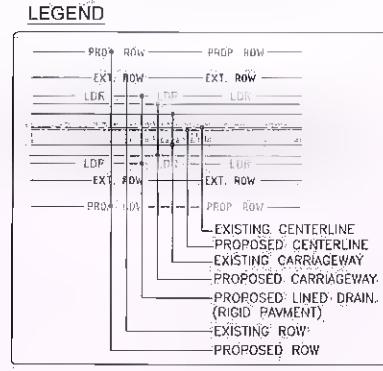 LEGEND
PROP ROW PROP ROW
EXT. ROW EXT. ROW
LDR LDR LDR
LDR LDR LDR
EXT. ROW EXT. ROW
PROP ROW PROP ROW
EXISTING CENTERLINE
PROPOSED CENTERLINE
EXISTING CARRIAGEWAY
PROPOSED CARRIAGEWAY
PROPOSED LINED DRAIN.
(RIGID PAVMENT)
EXISTING ROW
PROPOSED ROW